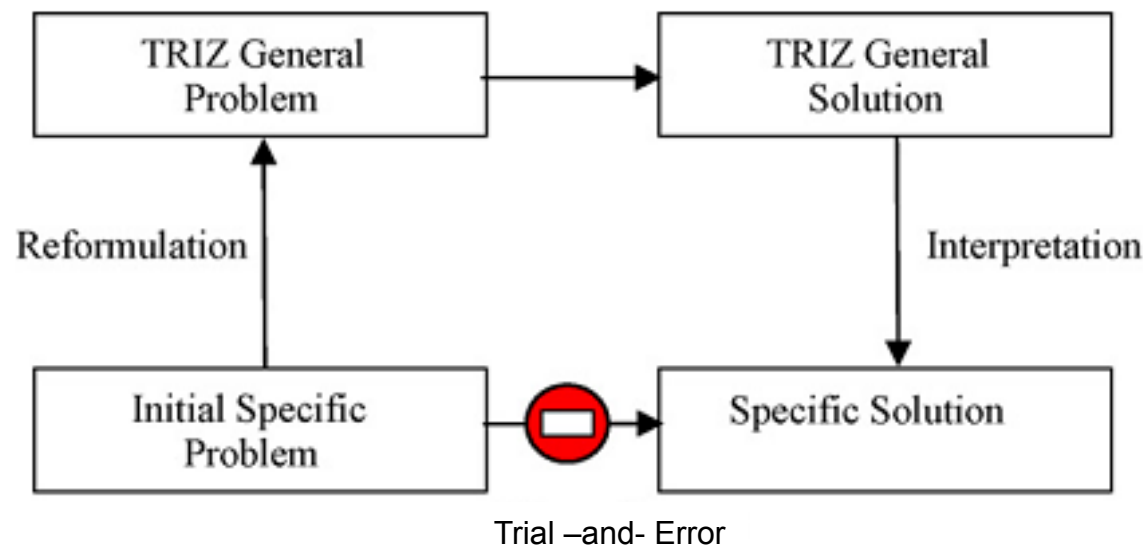 TRIZ General
Problem
TRIZ General
Solution
Reformulation
Interpretation
Initial Specific
Problem
Specific Solution
Trial –and- Error